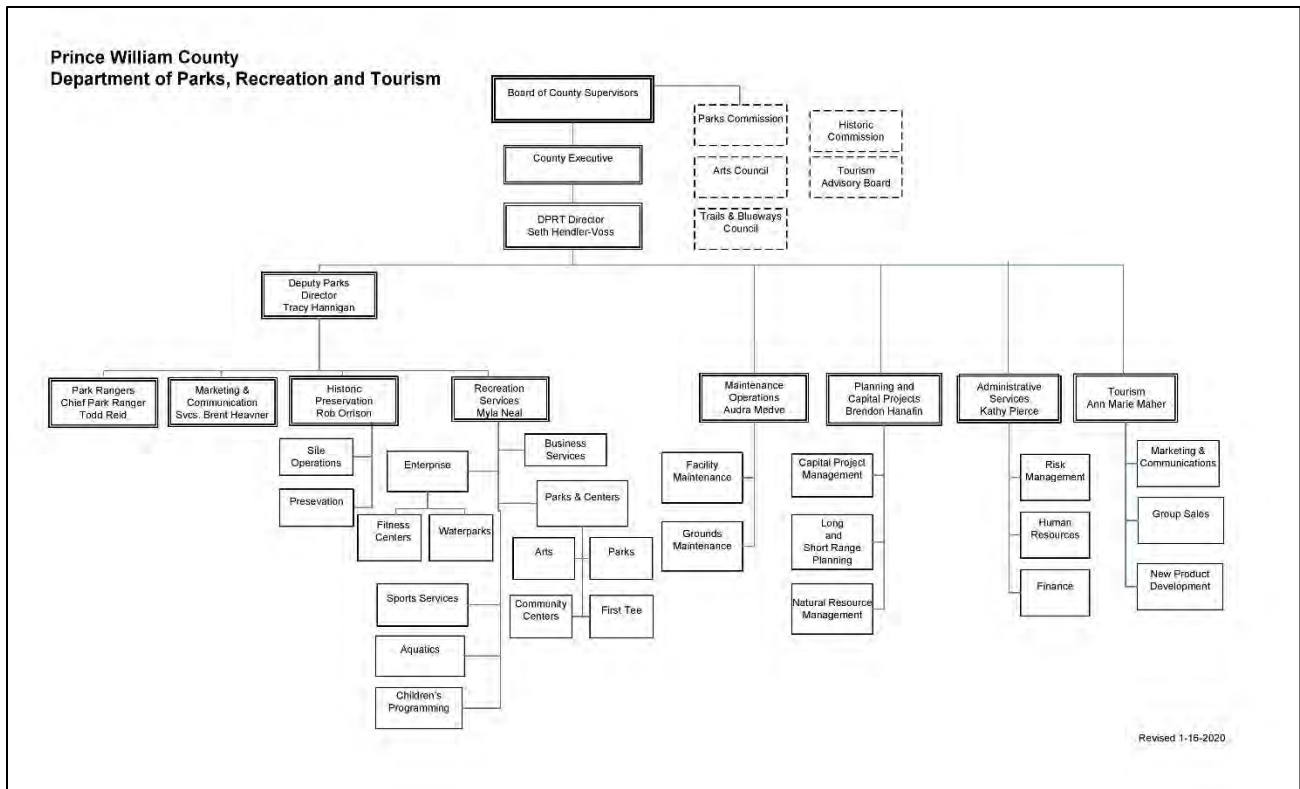 Prince William County
Department of Parks, Recreation and Tourism
Board of County Supervisors
Parks Commission
Historic
Commission
County Executive
Arts Council
Tourism
Advisory Board
DPRT Director
Seth Hendler-Voss
Trails & Blueways
Council
Deputy Parks
Director
Tracy Hannigan
Park Rangers
Chief Park Ranger
Todd Reid
Marketing &
Communication
Svcs. Brent Heavner
Historic
Preservation
Rob Orrison
Recreation
Services
Myla Neal
Maintenance
Operations
Audra Medve
Planning and
Capital Projects
Brendon Hanafin
Administrative
Services
Kathy Pierce
Tourism
Ann Marie Maher
Site
Operations
Presevation
Enterprise
Fitness
Centers
Waterparks
Business
Services
Parks & Centers
Arts
Parks
Community
Centers
First Tee
Sports Services
Aquatics
Children's
Programming
Facility
Maintenance
Grounds
Maintenance
Capital Project
Management
Long
and
Short Range
Planning
Natural Resource
Management
Risk
Management
Human
Resources
Finance
Marketing &
Communications
Group Sales
New Product
Development
Revised 1-16-2020